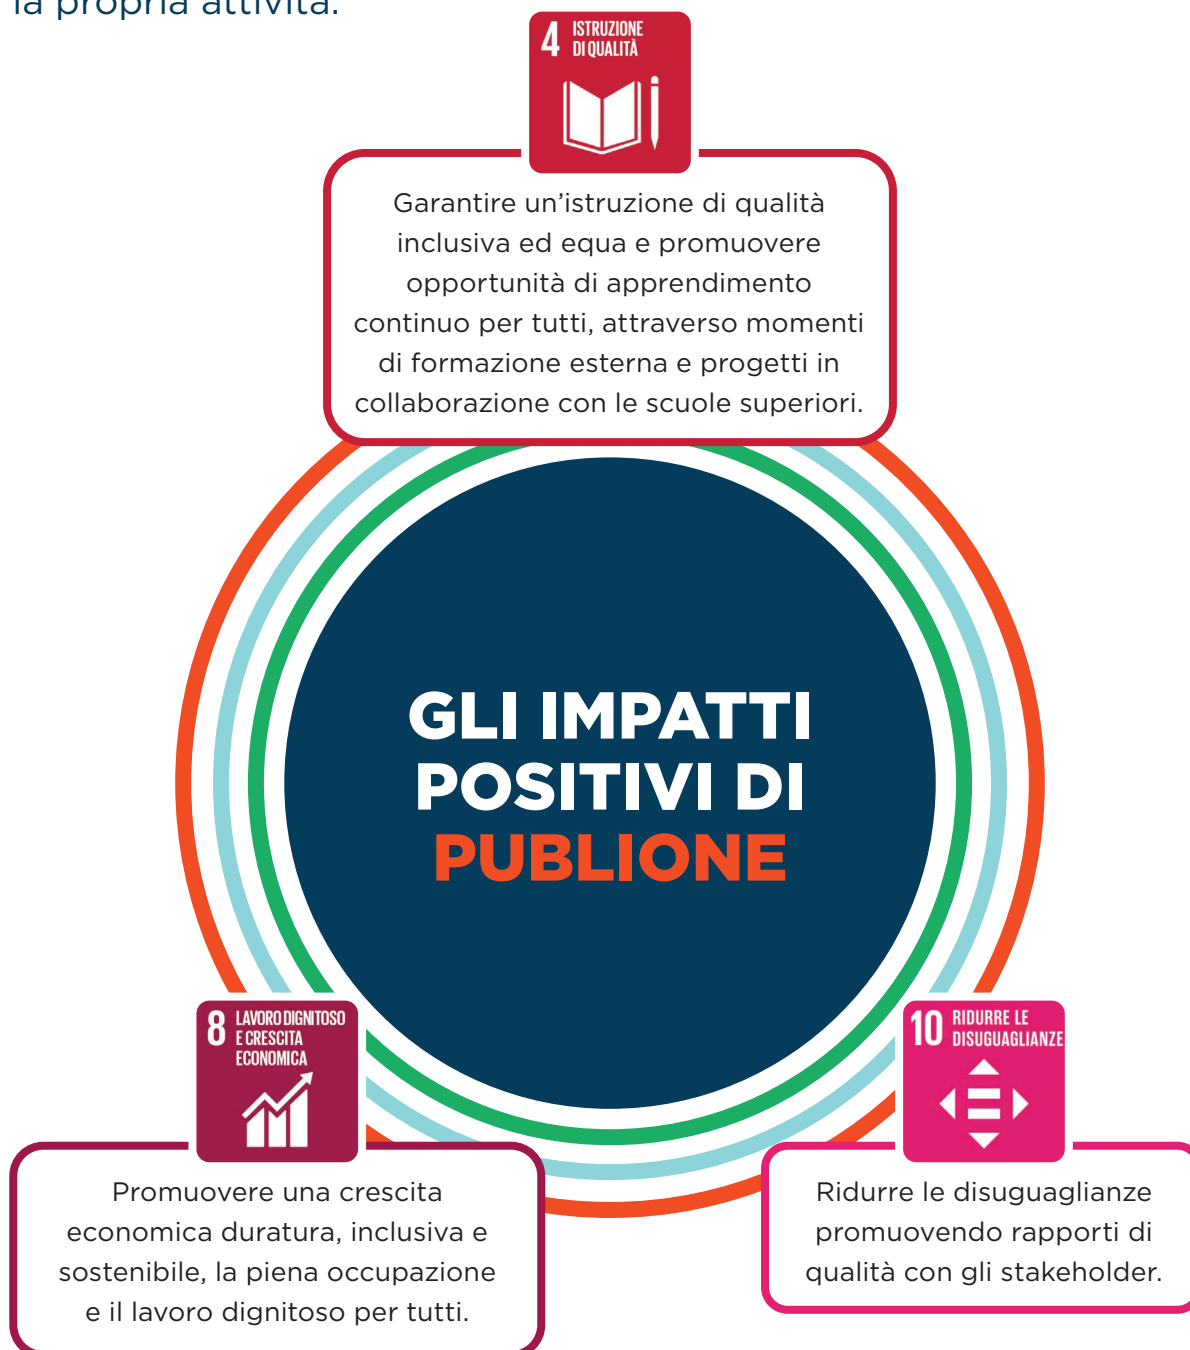 la propria attività.
4 ISTRUZIONE
DI QUALITÀ
Garantire un'istruzione di qualità
inclusiva ed equa e promuovere
opportunità di apprendimento
continuo per tutti, attraverso momenti
di formazione esterna e progetti in
collaborazione con le scuole superiori.
GLI IMPATTI
POSITIVI DI
PUBLIONE
8 LAVORO DIGNITOSO
E CRESCITA
ECONOMICA
Promuovere una crescita
economica duratura, inclusiva e
sostenibile, la piena occupazione
e il lavoro dignitoso per tutti.
10 RIDURRE LE
DISUGUAGLIANZE
Ridurre le disuguaglianze
promuovendo rapporti di
qualità con gli stakeholder.